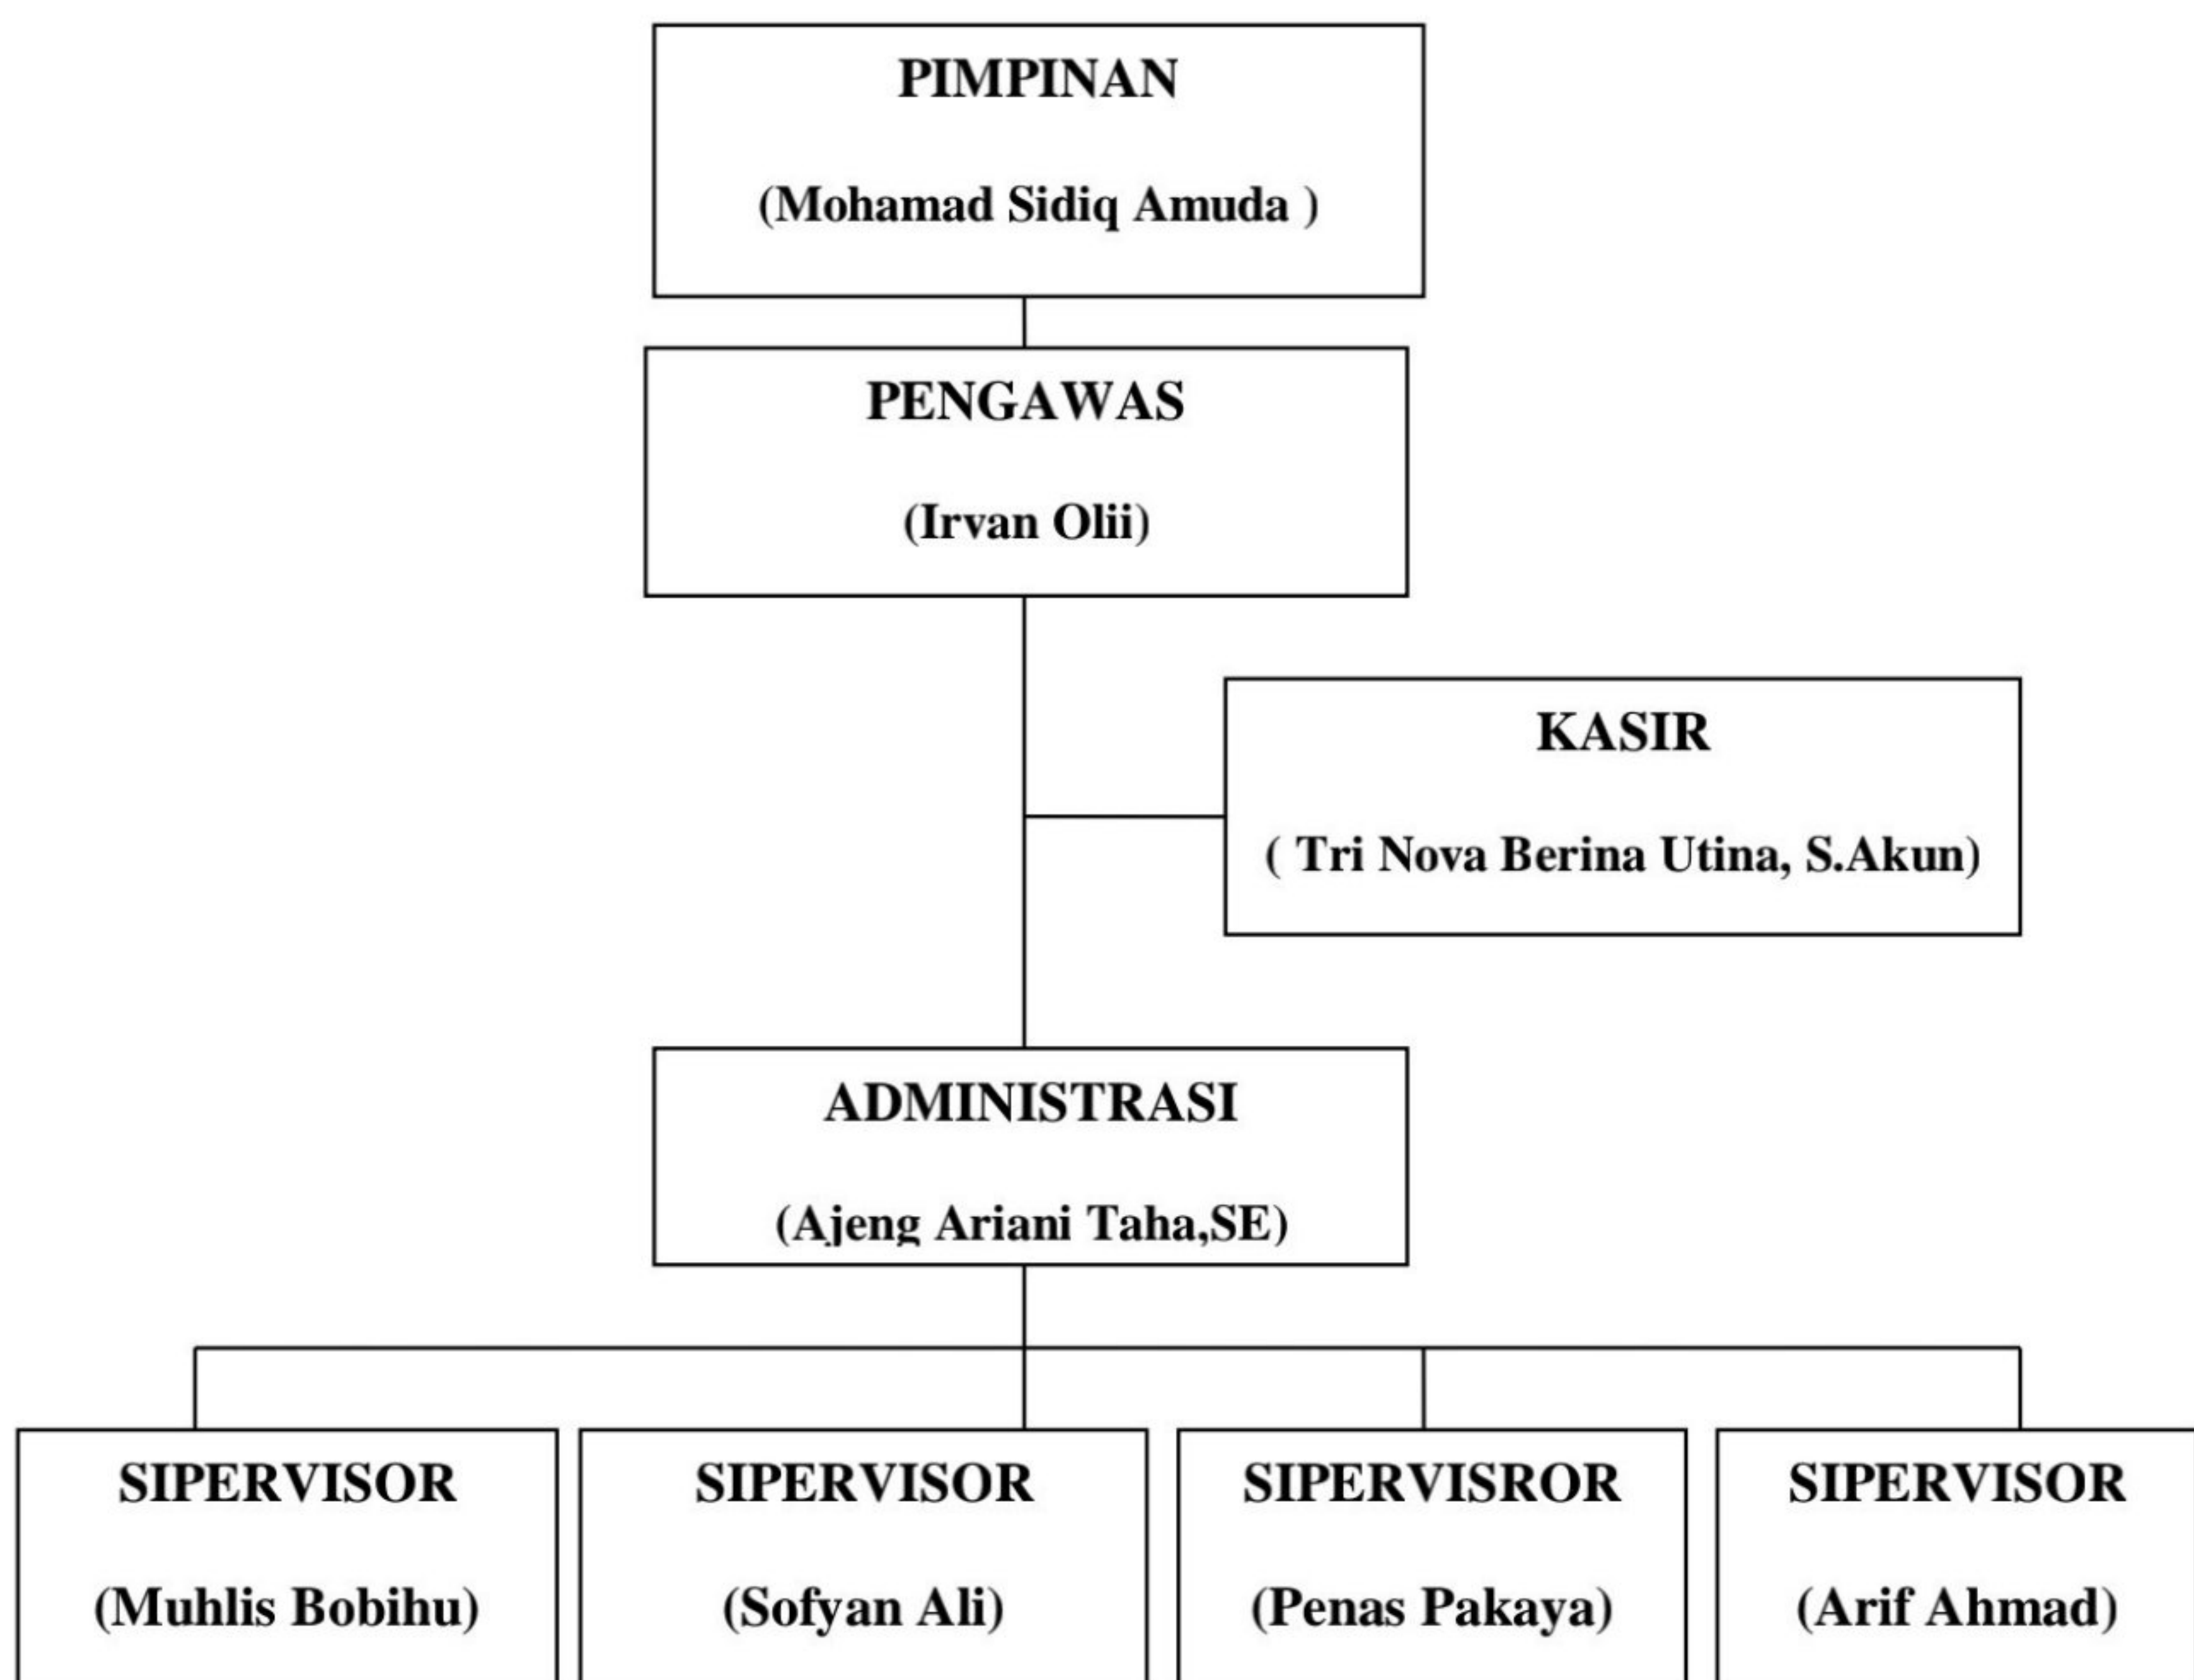 PIMPINAN
(Mohamad Sidiq Amuda )
PENGAWAS
(Irvan Olii)
KASIR
( Tri Nova Berina Utina, S.Akun)
ADMINISTRASI
(Ajeng Ariani Taha,SE)
SIPERVISOR
(Muhlis Bobihu)
SIPERVISOR
(Sofyan Ali)
SIPERVISROR
(Penas Pakaya)
SIPERVISOR
(Arif Ahmad)